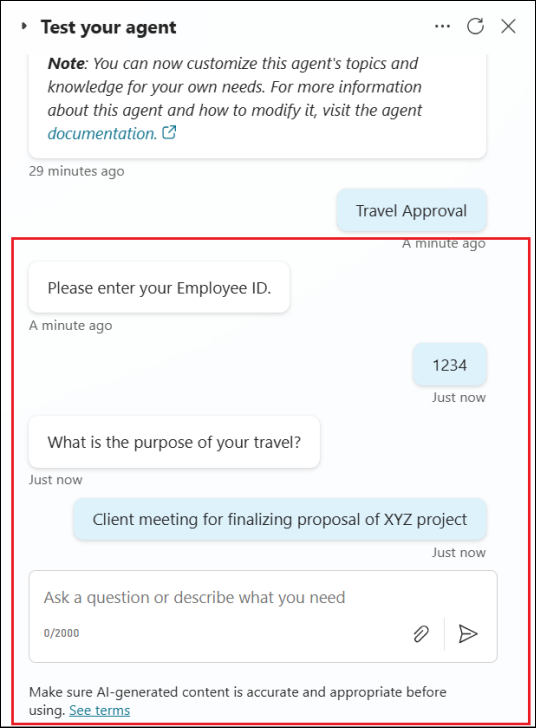 Test your agent
Note: You can now customize this agent's topics and
knowledge for your own needs. For more information
about this agent and how to modify it, visit the agent
documentation.
29 minutes ago
Travel Approval
A minute ago
Please enter your Employee ID.
A minute ago
1234
Just now
What is the purpose of your travel?
Just now
Client meeting for finalizing proposal of XYZ project
Just now
Ask a question or describe what you need
0/2000
Make sure AI-generated content is accurate and appropriate before
using. See terms